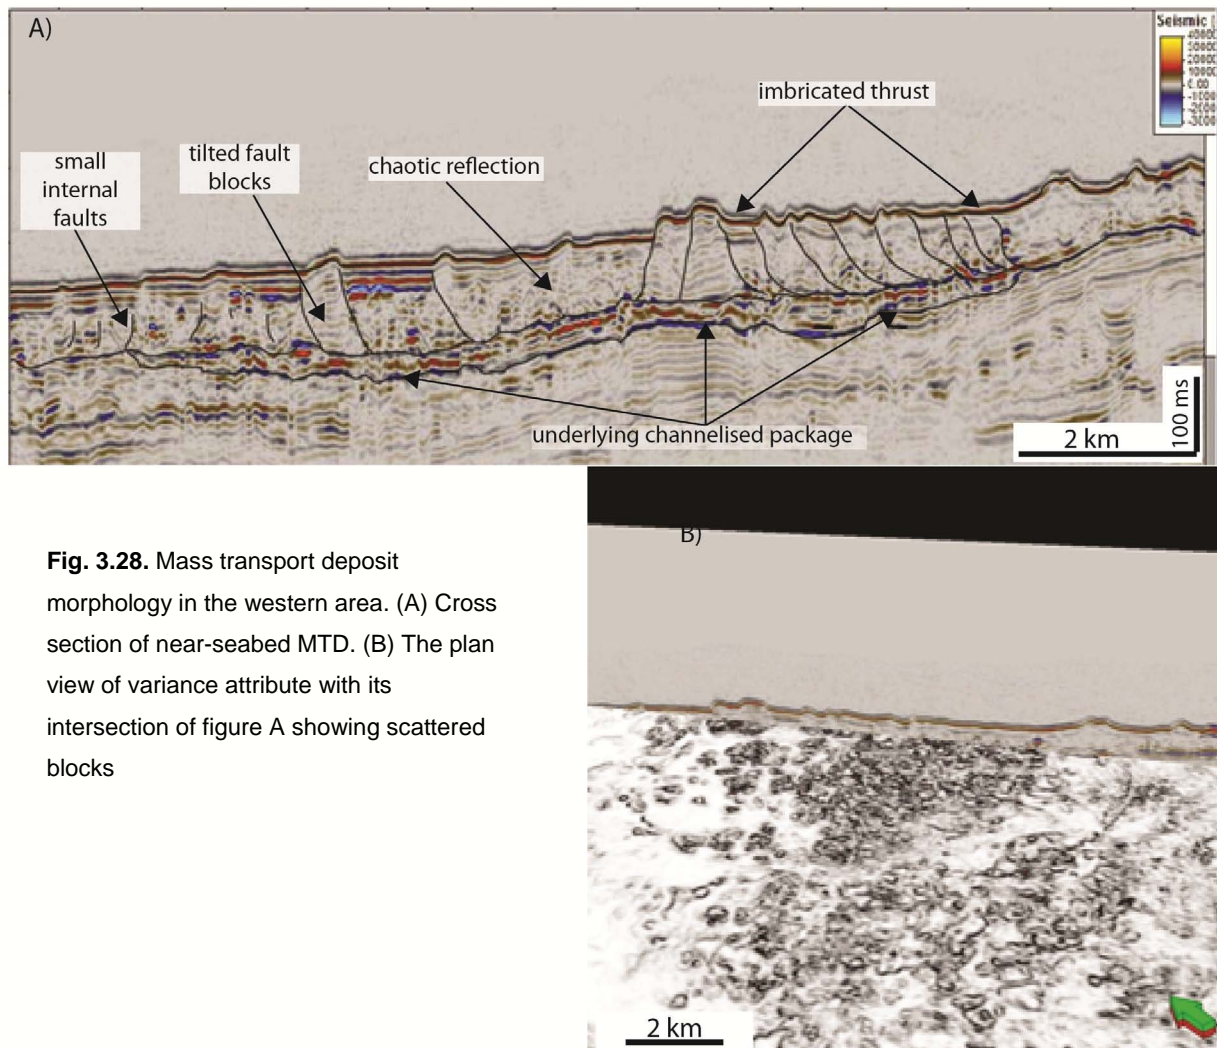 A)
Seismic
imbricated thrust
small
internal
faults
tilted fault
blocks
chaotic reflection
underlying channelised package
2 km
100 ms
B)
Fig. 3.28. Mass transport deposit
morphology in the western area. (A) Cross
section of near-seabed MTD. (B) The plan
view of variance attribute with its
intersection of figure A showing scattered
blocks
2 km